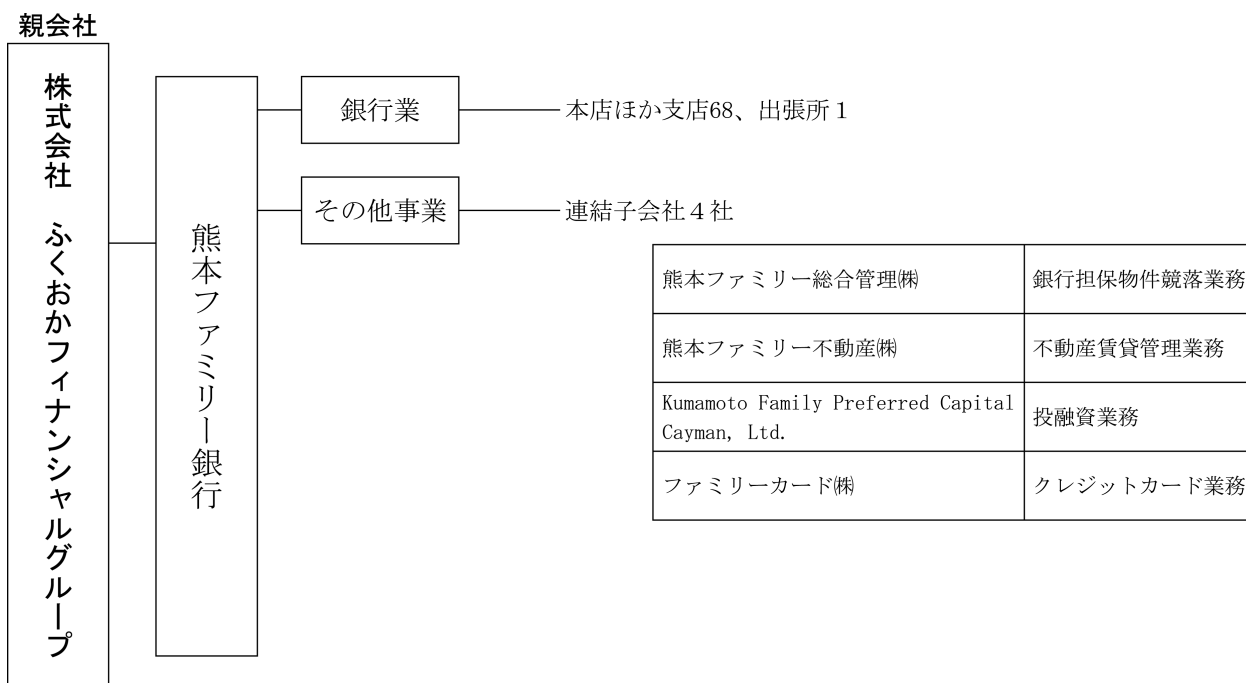 親会社
株式会社 ふくおかフィナンシャルグループ
熊本ファミリー銀行
銀行業
本店ほか支店68、出張所1
その他事業
連結子会社4社
熊本ファミリー総合管理㈱
銀行担保物件競落業務
熊本ファミリー不動産㈱
不動産賃貸管理業務
Kumamoto Family Preferred Capital
Cayman, Ltd.
投融資業務
ファミリーカード㈱
クレジットカード業務